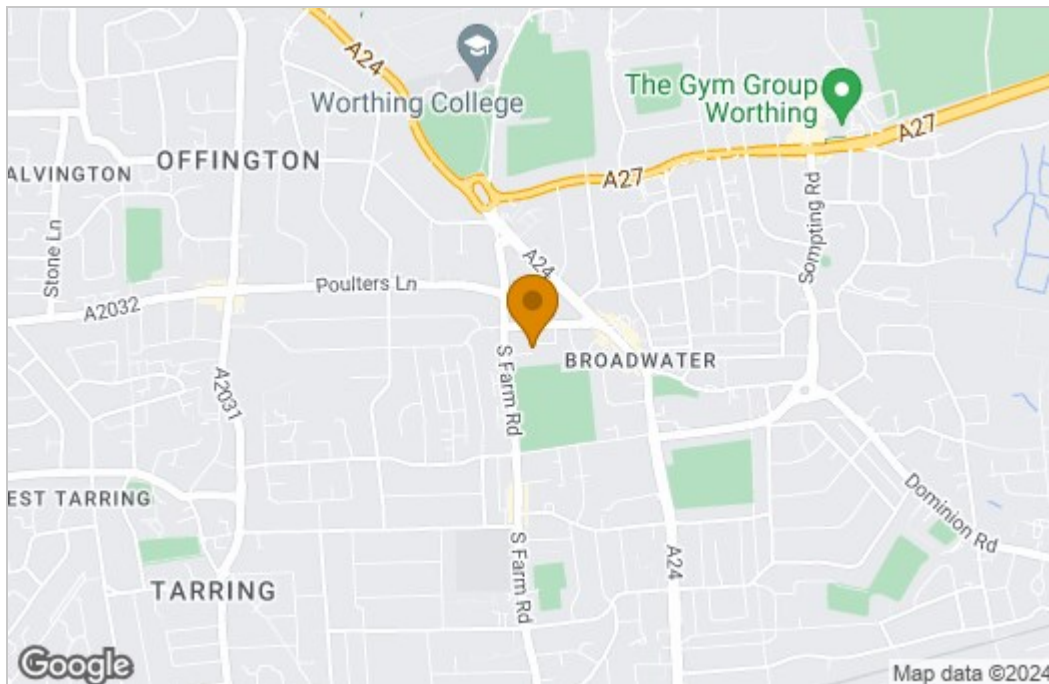 A24
Worthing College
The Gym Group
Worthing
A27
OFFINGTON
A27
ALVINGTON
Stone Ln
Sompting Rd
A24
Poulters Ln
A2032
BROADWATER
S Farm Rd
A2031
EST TARRING
Dominion Rd
S Farm Rd
A24
TARRING
Google
Map data ©2024